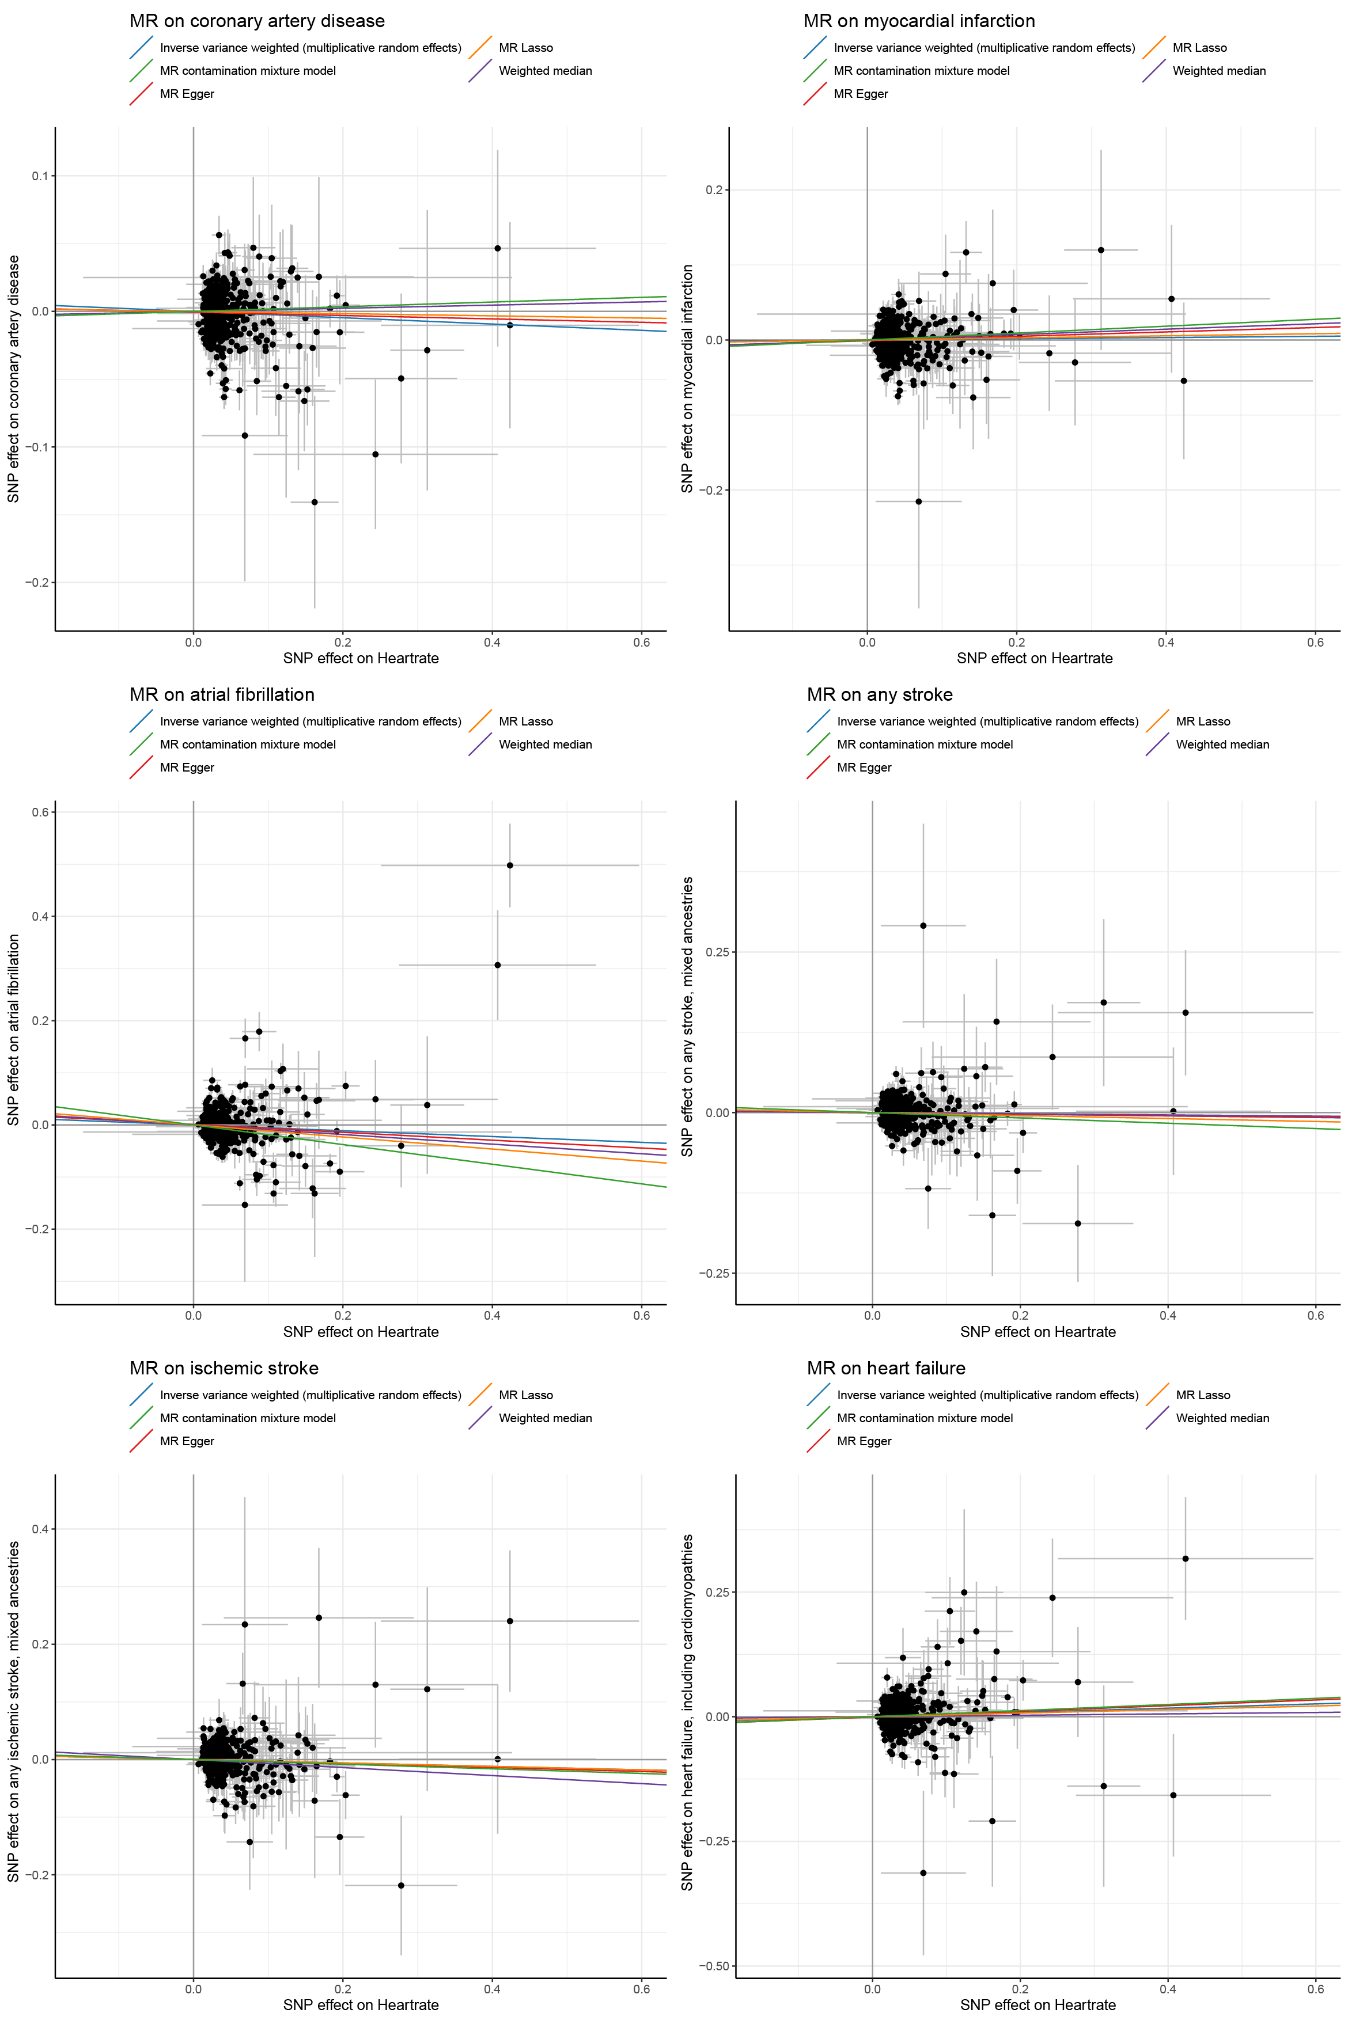 MR on coronary artery disease
Inverse variance weighted (multiplicative random effects)
MR Lasso
MR contamination mixture model
Weighted median
MR Egger
0.1
0.0
−0.1
−0.2
SNP effect on coronary artery disease
0.0
0.2
0.4
0.6
SNP effect on Heartrate
MR on myocardial infarction
Inverse variance weighted (multiplicative random effects)
MR Lasso
MR contamination mixture model
Weighted median
MR Egger
0.2
0.0
−0.2
SNP effect on myocardial infarction
0.0
0.2
0.4
0.6
SNP effect on Heartrate
MR on atrial fibrillation
Inverse variance weighted (multiplicative random effects)
MR Lasso
MR contamination mixture model
Weighted median
MR Egger
0.6
0.4
0.2
0.0
−0.2
SNP effect on atrial fibrillation
0.0
0.2
0.4
0.6
SNP effect on Heartrate
MR on any stroke
Inverse variance weighted (multiplicative random effects)
MR Lasso
MR contamination mixture model
Weighted median
MR Egger
0.25
0.00
−0.25
SNP effect on any stroke, mixed ancestries
0.0
0.2
0.4
0.6
SNP effect on Heartrate
MR on ischemic stroke
Inverse variance weighted (multiplicative random effects)
MR Lasso
MR contamination mixture model
Weighted median
MR Egger
0.4
0.2
0.0
−0.2
SNP effect on any ischemic stroke, mixed ancestries
0.0
0.2
0.4
0.6
SNP effect on Heartrate
MR on heart failure
Inverse variance weighted (multiplicative random effects)
MR Lasso
MR contamination mixture model
Weighted median
MR Egger
0.25
0.00
−0.25
−0.50
SNP effect on heart failure, including cardiomyopathies
0.0
0.2
0.4
0.6
SNP effect on Heartrate